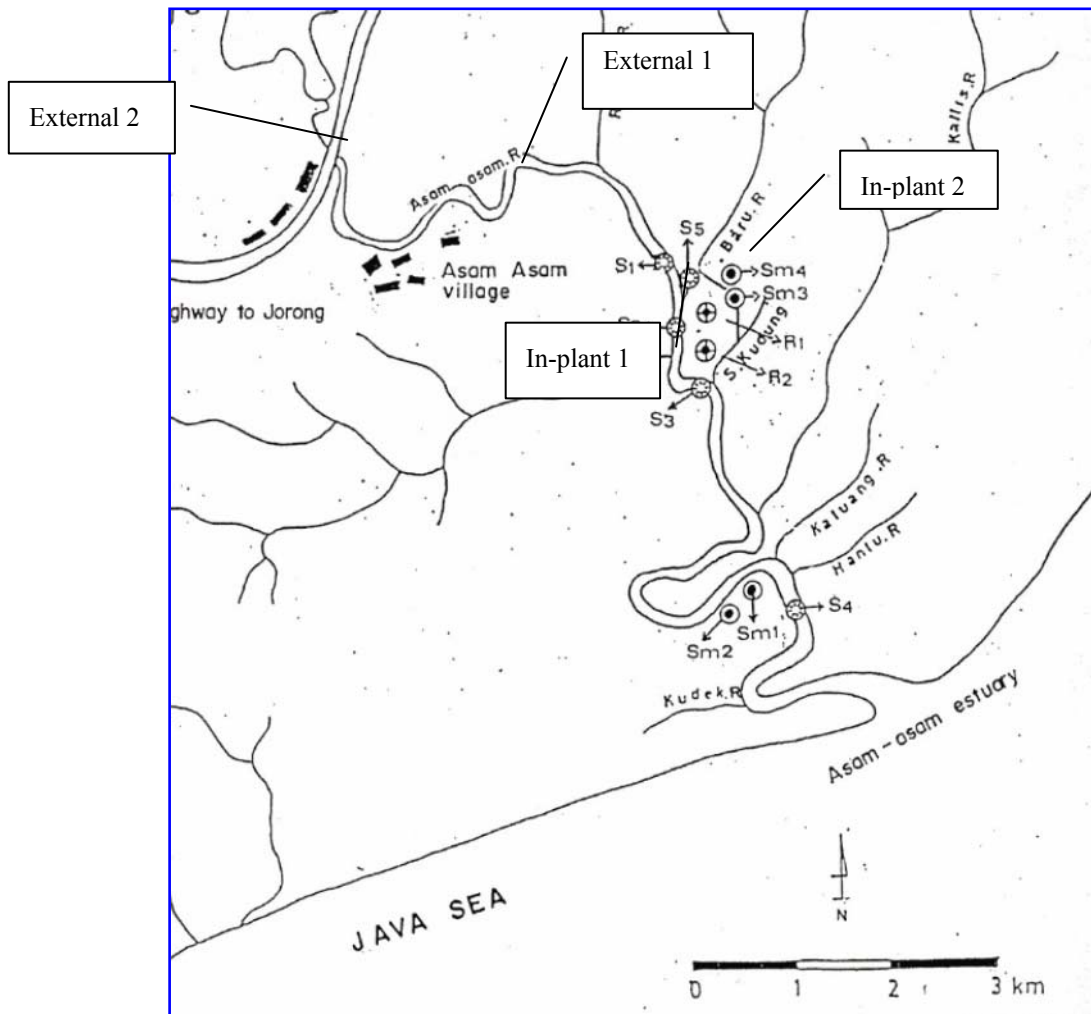 External 1
External 2
Kallis.R
Asam asam.R.
In-plant 2
Baru.R
S5
S1
Sm4
Sm3
Asam Asam
village
ghway to Jorong
In-plant 1
S.Kudung
R1
R2
S3
Kaluang.R
Hantu.R
S4
Sm1
Sm2
Kudek.R
Asam-asam estuary
JAVA SEA
N
0 1 2 3 km